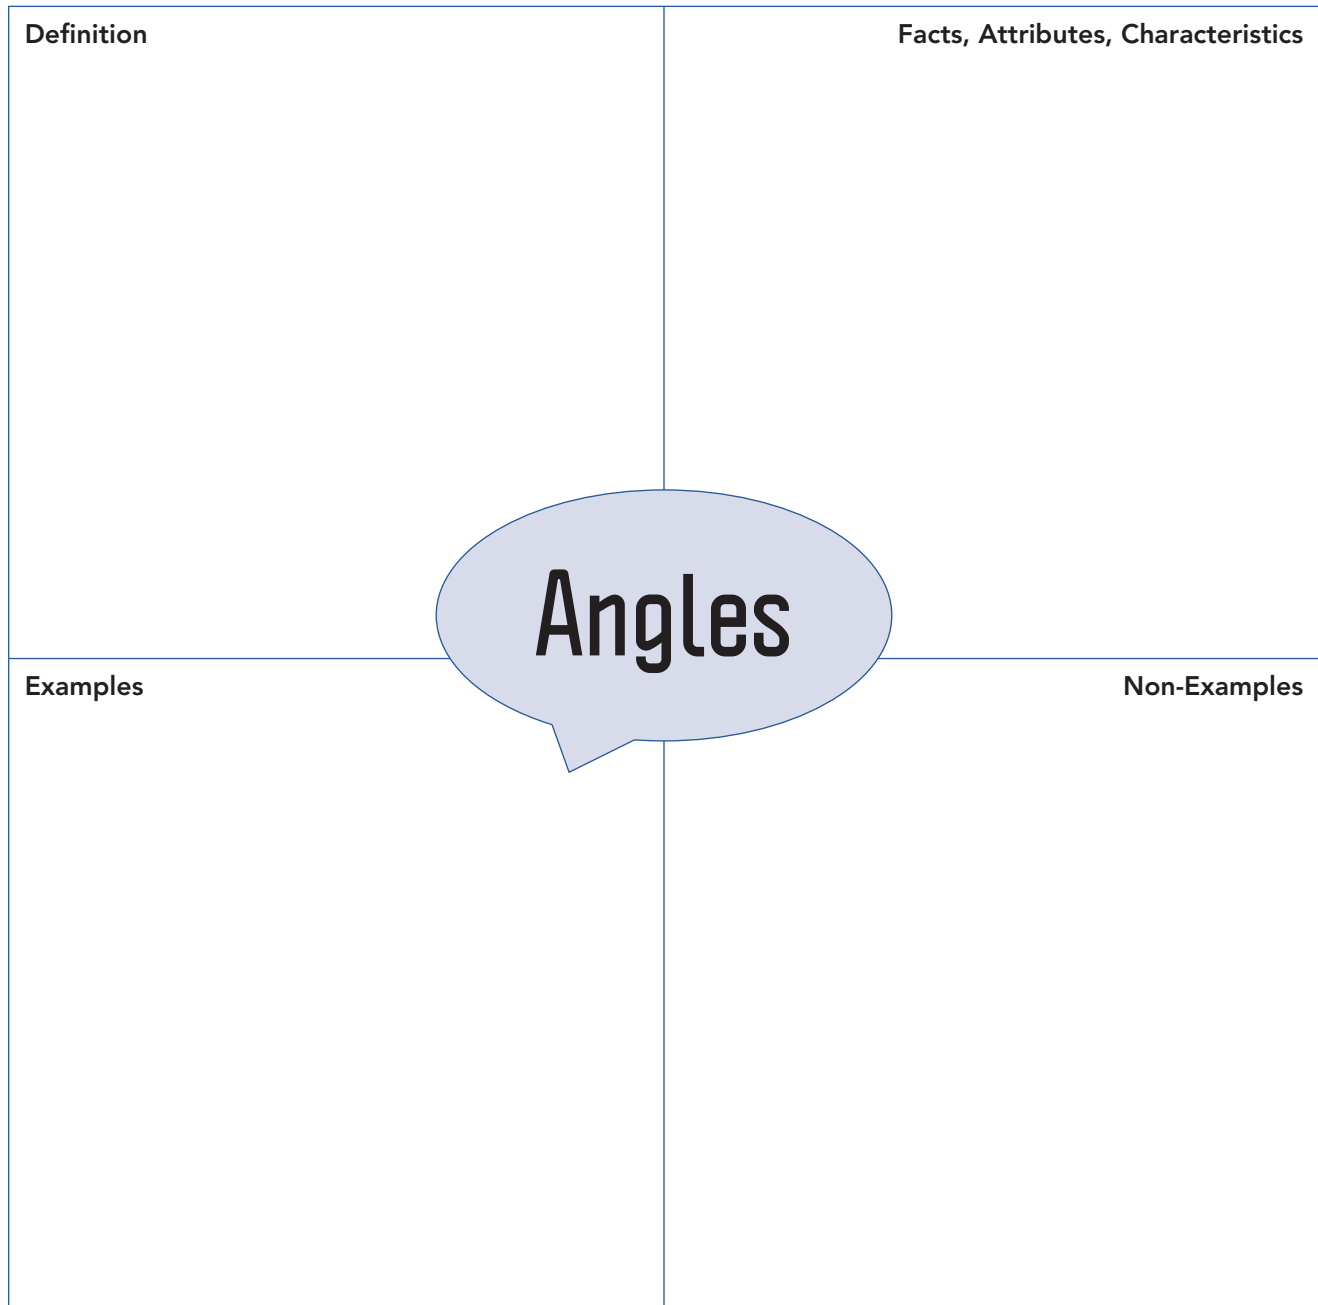 Definition
Facts, Attributes, Characteristics
Angles
Examples
Non-Examples